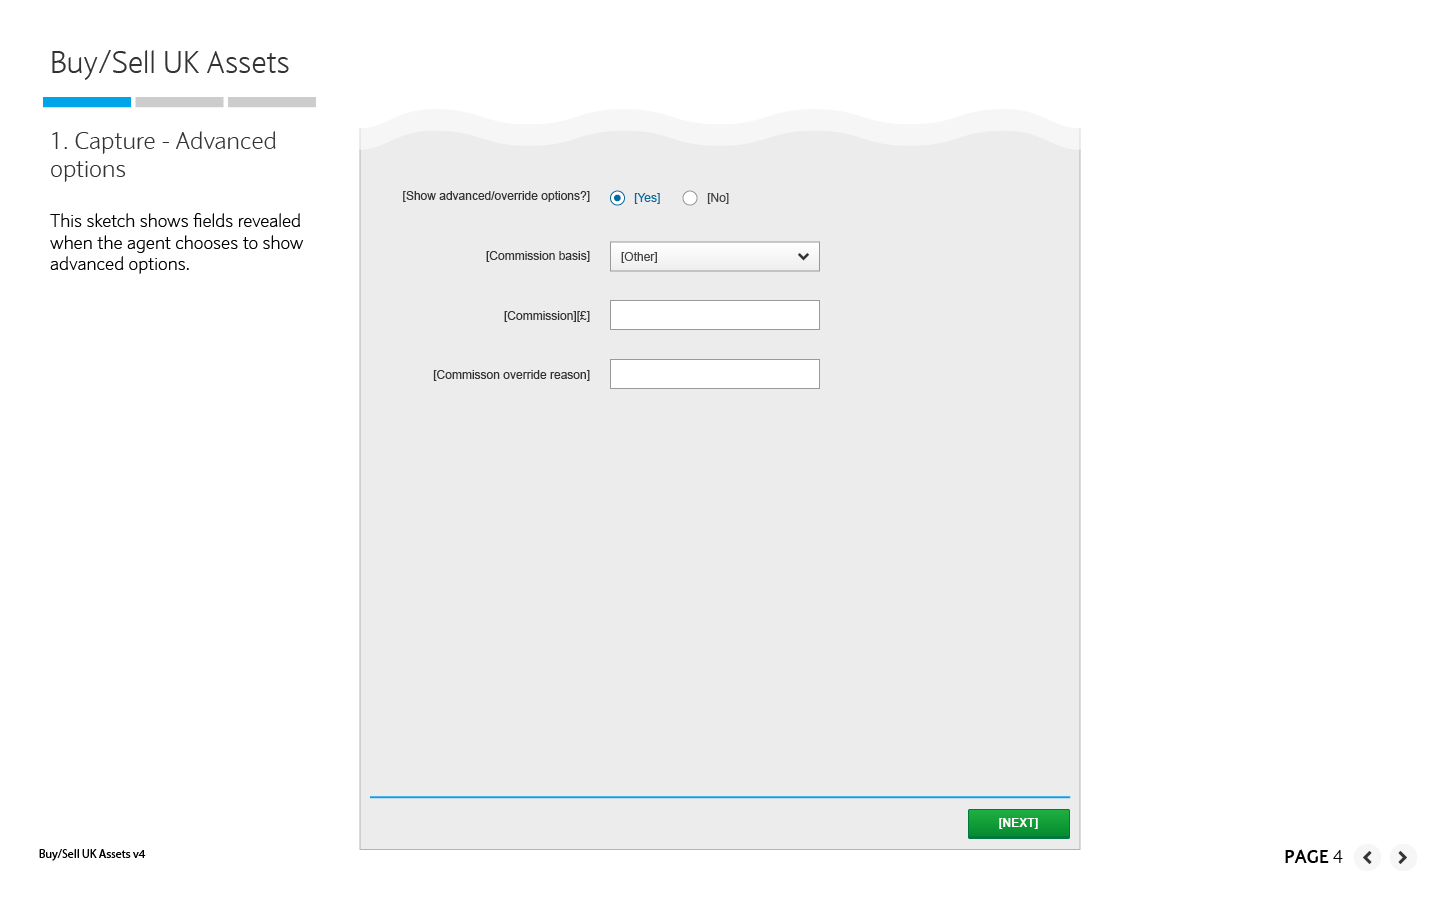 Buy/Sell UK Assets
1. Capture - Advanced
options
This sketch shows fields revealed
when the agent chooses to show
advanced options.
[Show advanced/override options?] [Yes] [No]
[Commission basis] [Other]
[Commission][£]
[Commisson override reason]
[NEXT]
Buy/Sell UK Assets v4
PAGE 4